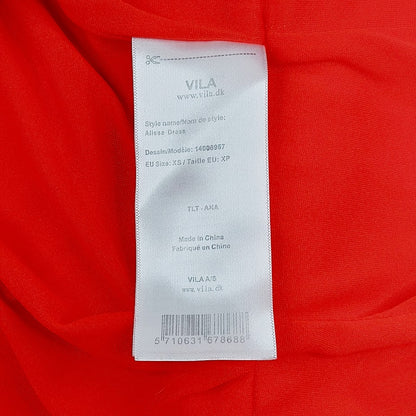 VILA
www.vila.dk
Style name/Nom de style:
Alissa Dress
Dessin/Modèle: 14008967
EU Size: XS / Taille EU: XP
TLT - AHA
Made in China
Fabriqué en Chine
VILA A/S
www.vila.dk
5 710631 678688